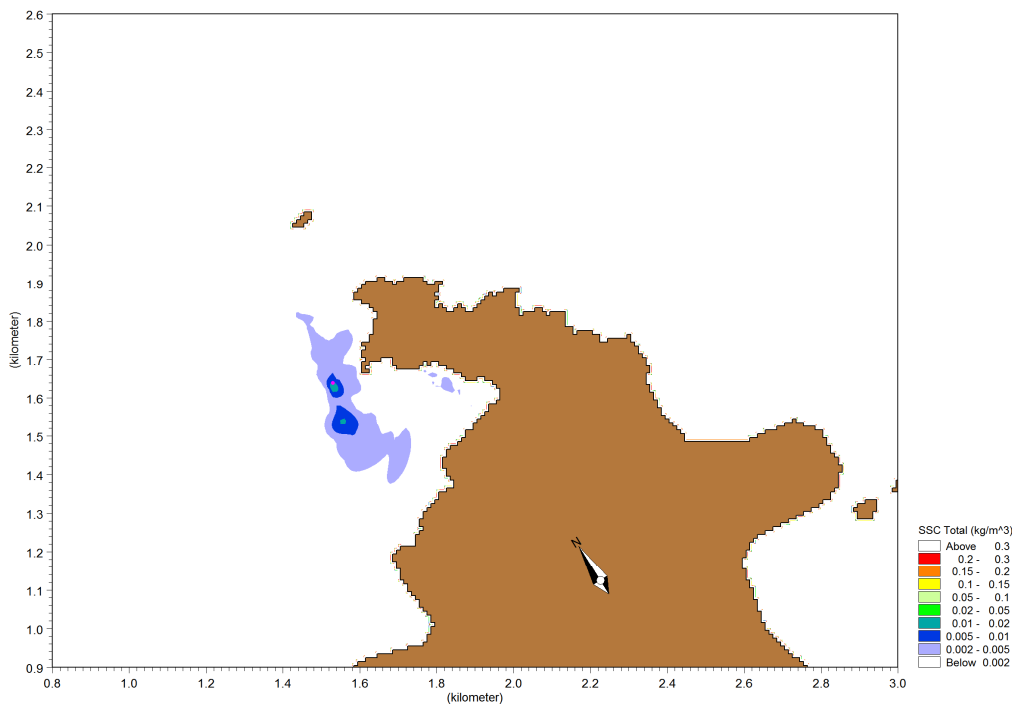 2.6
2.5
2.4
2.3
2.2
2.1
2.0
1.9
1.8
1.7
1.6
1.5
1.4
1.3
1.2
1.1
1.0
0.9
(kilometer)
N
0.8 1.0 1.2 1.4 1.6 1.8 2.0 2.2 2.4 2.6 2.8 3.0
(kilometer)
SSC Total (kg/m^3)
Above 0.3
0.2 - 0.3
0.15 - 0.2
0.1 - 0.15
0.05 - 0.1
0.02 - 0.05
0.01 - 0.02
0.005 - 0.01
0.002 - 0.005
Below 0.002